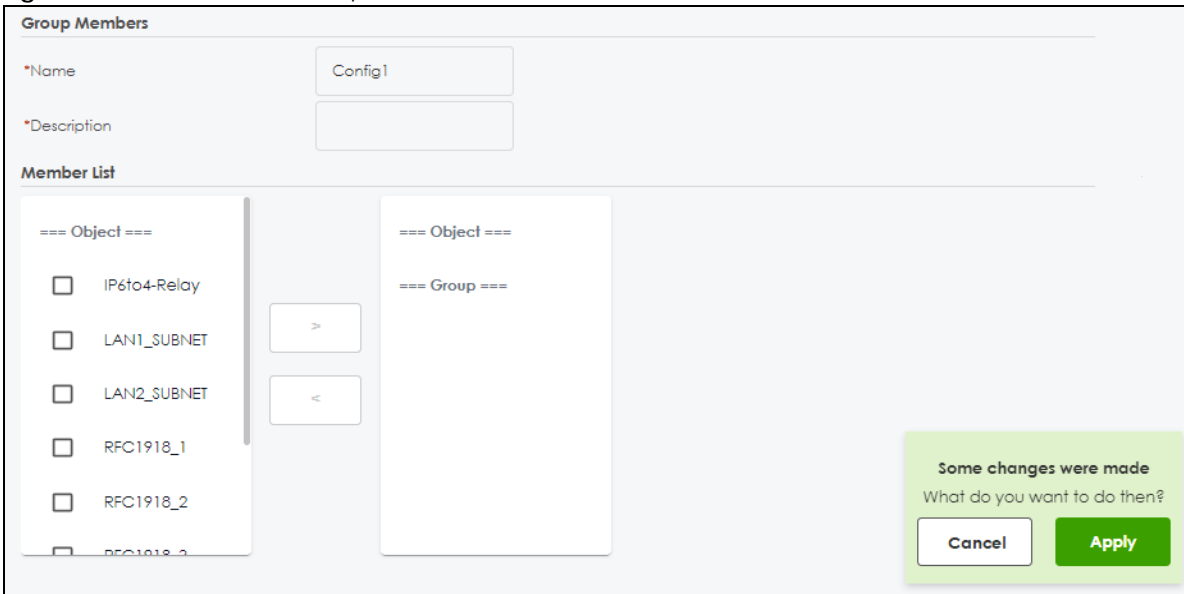 Group Members
*Name
Config1
*Description
Member List
=== Object ===
IP6to4-Relay
LAN1_SUBNET
LAN2_SUBNET
RFC1918_1
RFC1918_2
>
<
=== Object ===
=== Group ===
Some changes were made
What do you want to do then?
Cancel Apply